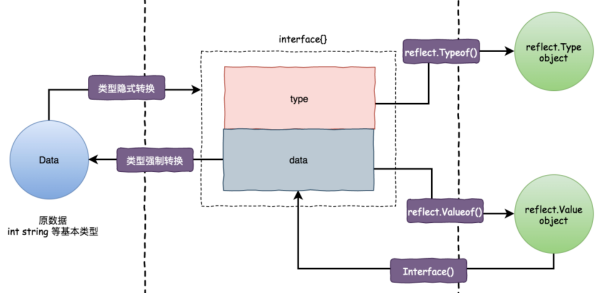 interface{}
reflect.Typeof()
reflect.Type
object
类型隐式转换
type
Data
类型强制转换
data
原数据
int string 等基本类型
reflect.Valueof()
reflect.Value
object
Interface()